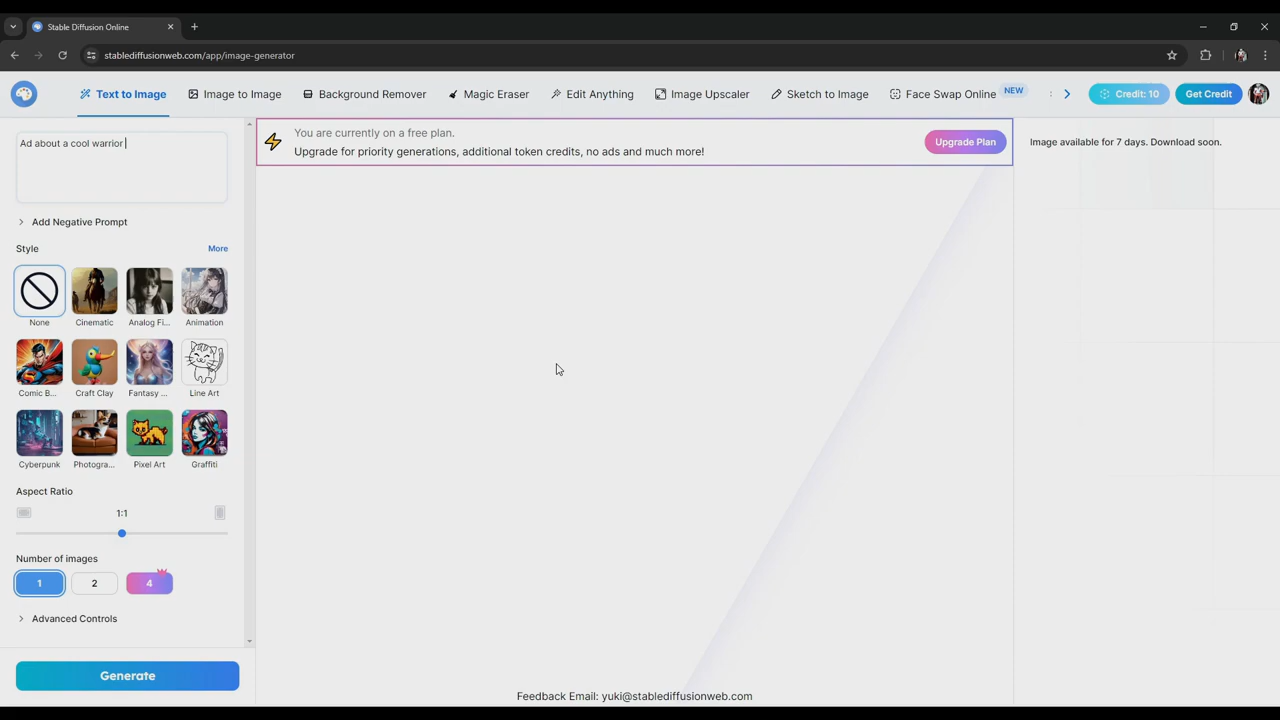 Stable Diffusion Online
stablediffusionweb.com/app/image-generator
Text to Image
Image to Image
Background Remover
Magic Eraser
Edit Anything
Image Upscaler
Sketch to Image
Face Swap Online
NEW
Credit: 10
Get Credit
Ad about a cool warrior
You are currently on a free plan.
Upgrade for priority generations, additional token credits, no ads and much more!
Upgrade Plan
Image available for 7 days. Download soon.
Add Negative Prompt
Style
More
None
Cinematic
Analog Fi...
Animation
Comic B...
Craft Clay
Fantasy ...
Line Art
Cyberpunk
Photogra...
Pixel Art
Graffiti
Aspect Ratio
1:1
Number of images
1
2
4
Advanced Controls
Generate
Feedback Email: yuki@stablediffusionweb.com